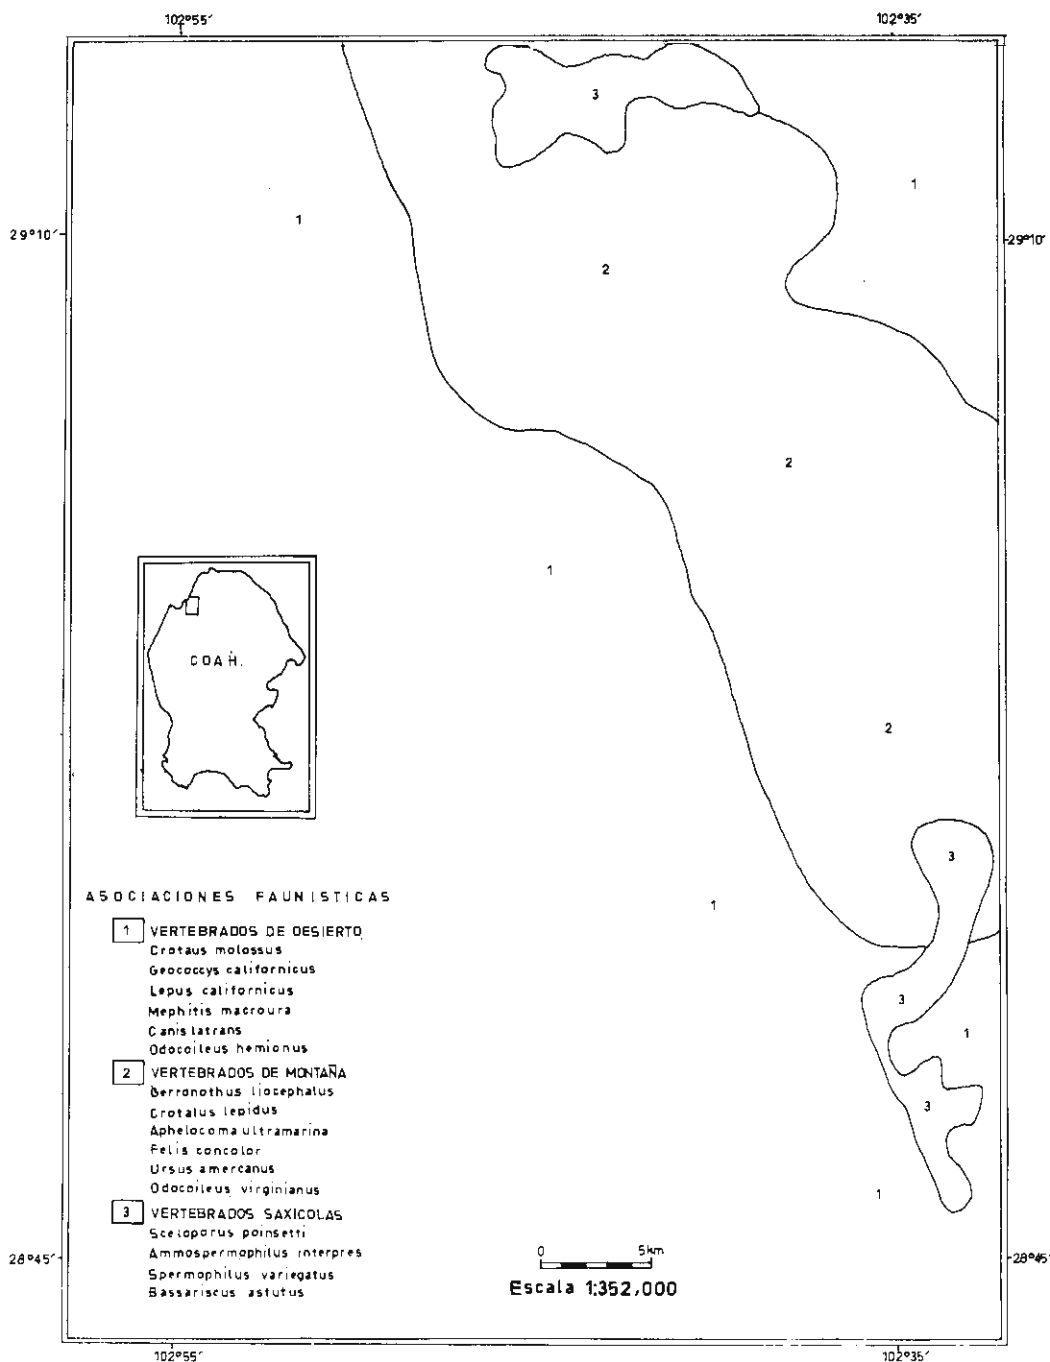 102°55′
102°35′
3
1
1
29°10′
29°10′
2
2
1
COAH.
2
3
1
ASOCIACIONES FAUNISTICAS
1 VERTEBRADOS DE DESIERTO
Crotaus molossus
Geococcys californicus
Lepus californicus
Mephitis macroura
Canis latrans
Odocoileus hemionus
3
1
2 VERTEBRADOS DE MONTAÑA
Gerronothus liocephalus
Crotalus lepidus
Aphelocoma ultramarina
Felis concolor
Ursus amercanus
Odocoileus virginianus
3
1
3 VERTEBRADOS SAXICOLAS
Sceloporus poinsetti
Ammospermophilus interpres
Spermophilus variegatus
Bassariscus astutus
28°45′
28°45′
0 5km
Escala 1:352,000
102°55′
102°35′